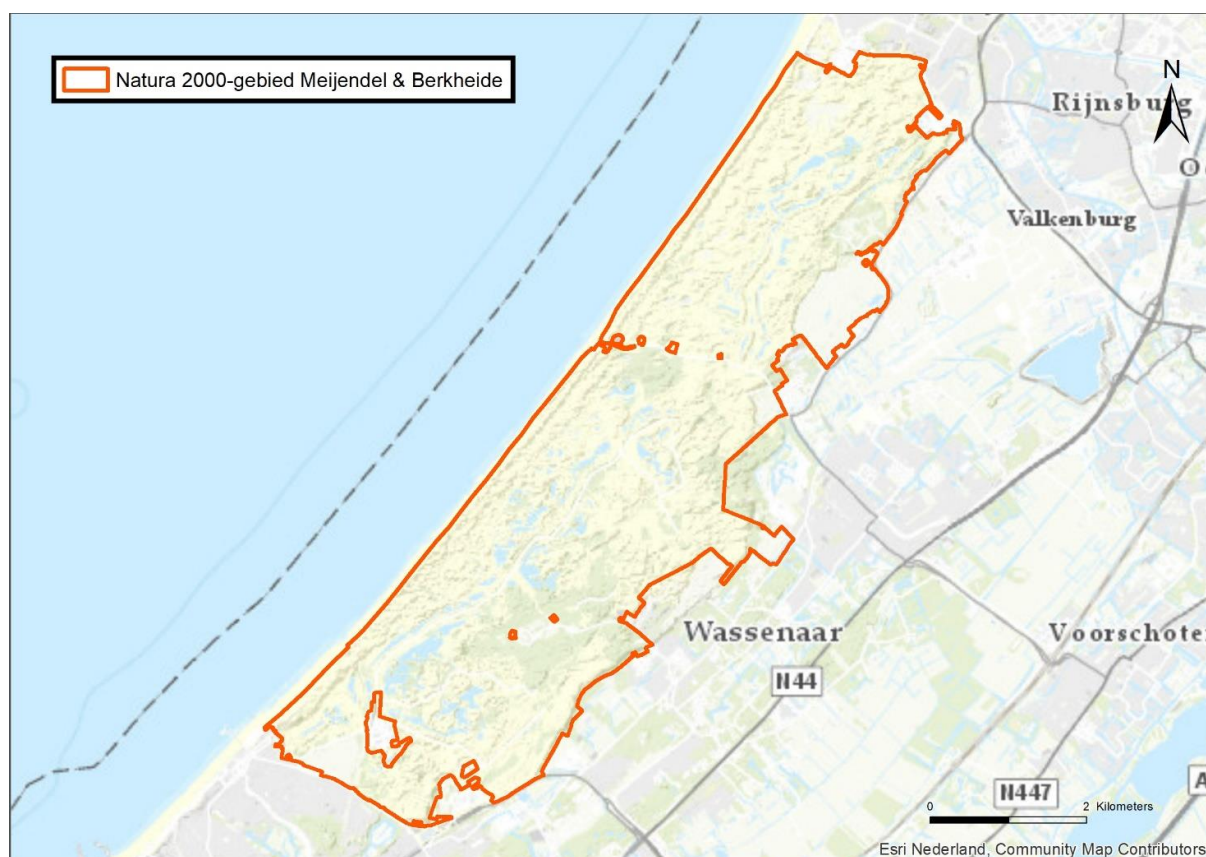 Natura 2000-gebied Meijendel & Berkheide
N
Rijnsburg
Valkenburg
Wassenaar
Voorschoten
N44
N447
0 2 Kilometers
Esri Nederland, Community Map Contributors